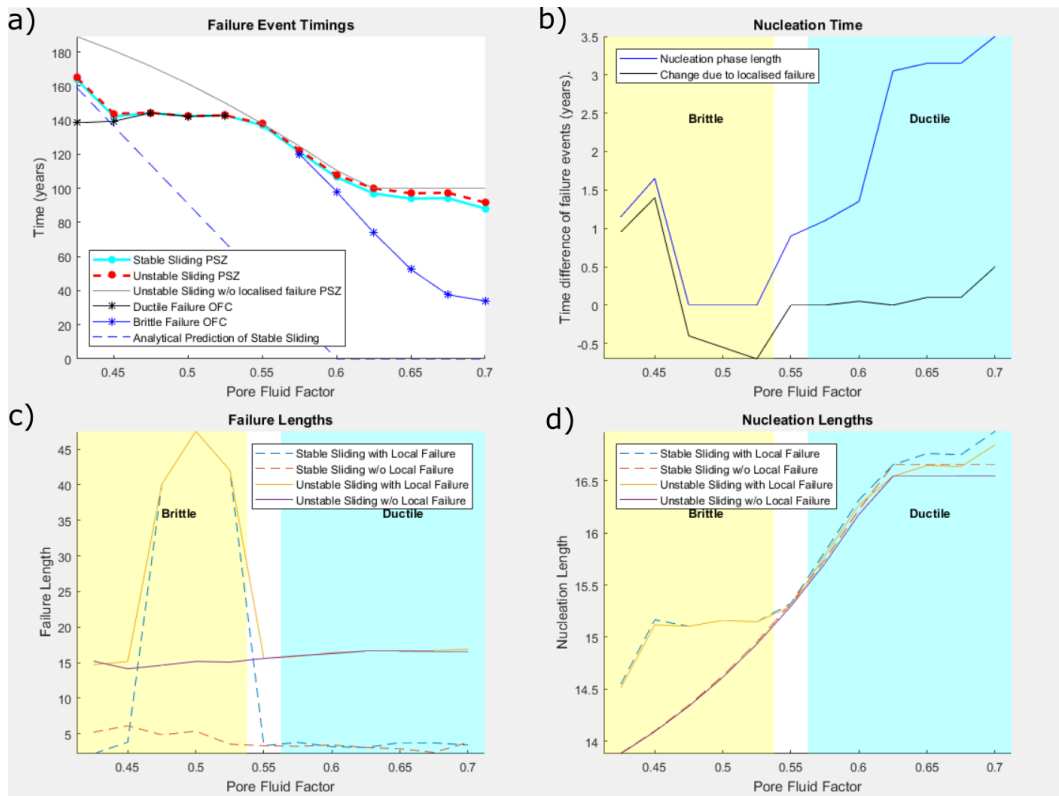 a)
Failure Event Timings
180
160
140
120
100
80
60
40
20
0
Time (years)
Stable Sliding PSZ
Unstable Sliding PSZ
Unstable Sliding w/o localised failure PSZ
Ductile Failure OFC
Brittle Failure OFC
Analytical Prediction of Stable Sliding
0.45 0.5 0.55 0.6 0.65 0.7
Pore Fluid Factor
b)
Nucleation Time
3.5
3
2.5
2
1.5
1
0.5
0
-0.5
Time difference of failure events (years).
Nucleation phase length
Change due to localised failure
Brittle Ductile
0.45 0.5 0.55 0.6 0.65 0.7
Pore Fluid Factor
c)
Failure Lengths
45
40
35
30
25
20
15
10
5
Failure Length
Stable Sliding with Local Failure
Stable Sliding w/o Local Failure
Unstable Sliding with Local Failure
Unstable Sliding w/o Local Failure
Brittle Ductile
0.45 0.5 0.55 0.6 0.65 0.7
Pore Fluid Factor
d)
Nucleation Lengths
16.5
16
15.5
15
14.5
14
Nucleation Length
Stable Sliding with Local Failure
Stable Sliding w/o Local Failure
Unstable Sliding with Local Failure
Unstable Sliding w/o Local Failure
Brittle Ductile
0.45 0.5 0.55 0.6 0.65 0.7
Pore Fluid Factor